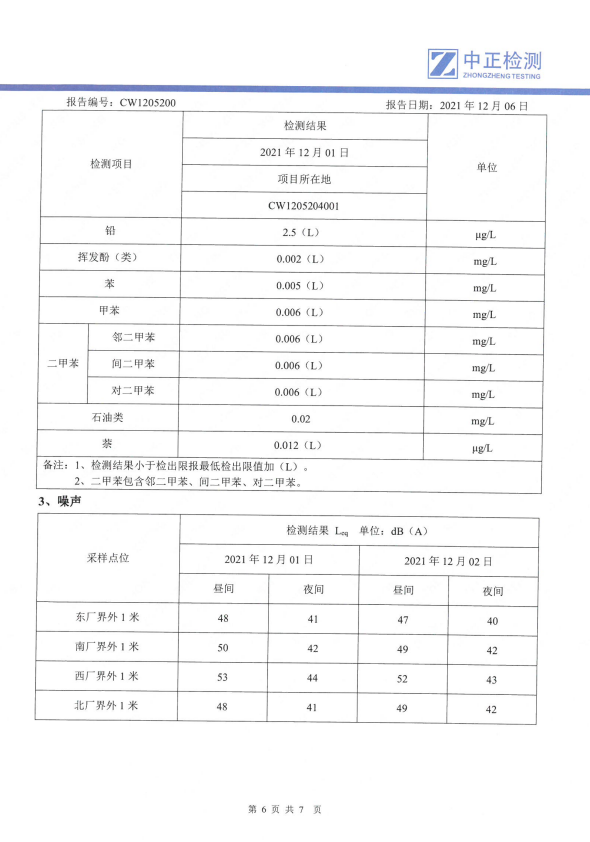 中正检测
ZHONGZHENG TESTING
报告编号：CW1205200 报告日期：2021 年 12 月 06 日
检测项目 检测结果 单位
2021 年 12 月 01 日
项目所在地
CW1205204001
铅 2.5（L） μg/L
挥发酚（类） 0.002（L） mg/L
苯 0.005（L） mg/L
甲苯 0.006（L） mg/L
二甲苯 邻二甲苯 0.006（L） mg/L
间二甲苯 0.006（L） mg/L
对二甲苯 0.006（L） mg/L
石油类 0.02 mg/L
萘 0.012（L） μg/L
备注：1、检测结果小于检出限报最低检出限值加（L）。
2、二甲苯包含邻二甲苯、间二甲苯、对二甲苯。
3、噪声
采样点位 检测结果 Leq 单位：dB（A）
2021 年 12 月 01 日 2021 年 12 月 02 日
昼间 夜间 昼间 夜间
东厂界外 1 米 48 41 47 40
南厂界外 1 米 50 42 49 42
西厂界外 1 米 53 44 52 43
北厂界外 1 米 48 41 49 42
第 6 页 共 7 页